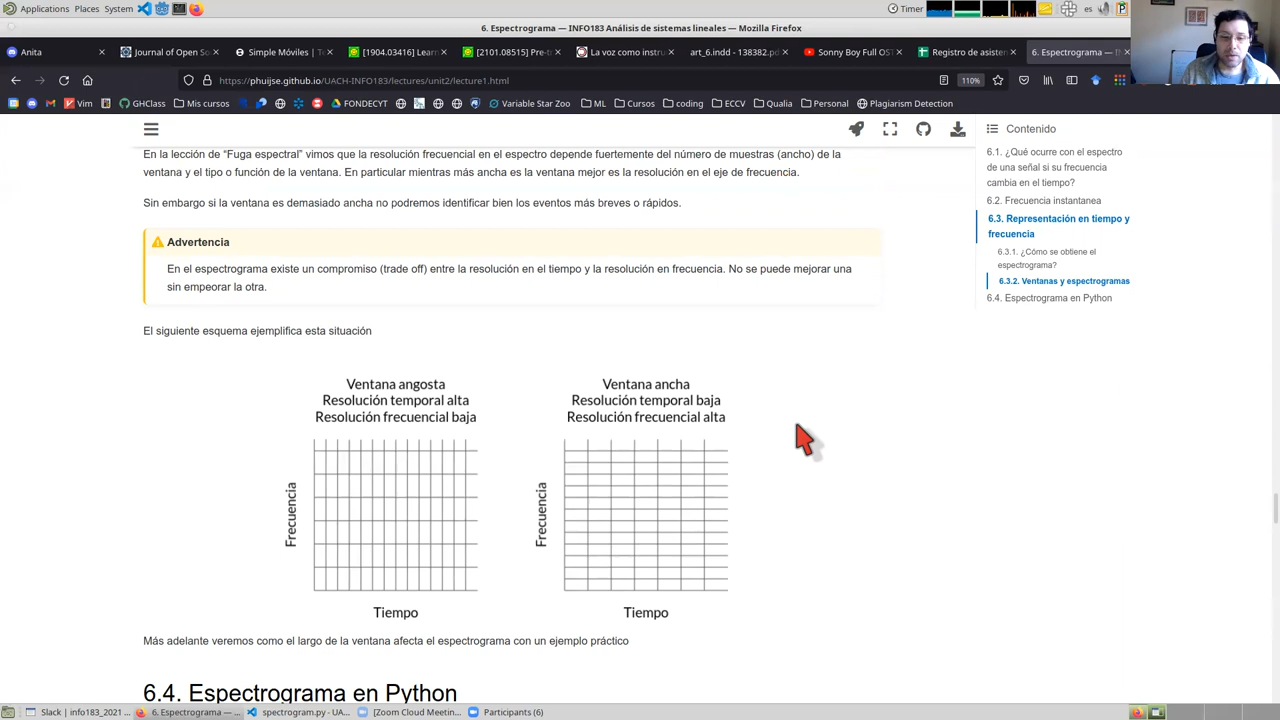 Applications Places System
Timer
es
6. Espectrograma — INFO183 Análisis de sistemas lineales — Mozilla Firefox
Anita
Journal of Open So
Simple Móviles | T
[1904.03416] Lear
[2101.08515] Pre-t
La voz como instru
art_6.indd - 138382.pd
Sonny Boy Full OS
Registro de asisten
6. Espectrograma — I
https://phuijse.github.io/UACH-INFO183/lectures/unit2/lecture1.html
110%
Vim
GHClass
Mis cursos
FONDECYT
Variable Star Zoo
ML
Cursos
coding
ECCV
Qualia
Personal
Plagiarism Detection
En la lección de “Fuga espectral” vimos que la resolución frecuencial en el espectro depende fuertemente del número de muestras (ancho) de la
ventana y el tipo o función de la ventana. En general mientras más ancha es la ventana mejor es la resolución en el eje de frecuencia.
Sin embargo si la ventana es demasiado ancha no podremos identificar bien los eventos más breves o rápidos.
Advertencia
En el espectrograma existe un compromiso (trade off) entre la resolución en el tiempo y la resolución en frecuencia. No se puede mejorar una
sin empeorar la otra.
El siguiente esquema ejemplifica esta situación
Ventana angosta
Resolución temporal alta
Resolución frecuencial baja
Frecuencia
Tiempo
Ventana ancha
Resolución temporal baja
Resolución frecuencial alta
Frecuencia
Tiempo
Más adelante veremos como el largo de la ventana afecta el espectrograma con un ejemplo práctico
6.4. Espectrograma en Python
Contenido
6.1. ¿Qué ocurre con el espectro
de una señal si su frecuencia
cambia en el tiempo?
6.2. Frecuencia instantanea
6.3. Representación en tiempo y
frecuencia
6.3.1. ¿Cómo se obtiene el
espectrograma?
6.3.2. Ventanas y espectrogramas
6.4. Espectrograma en Python
Slack | info183_2021 ...
6. Espectrograma — ...
spectrogram.py - UA...
[Zoom Cloud Meetin...
Participants (6)